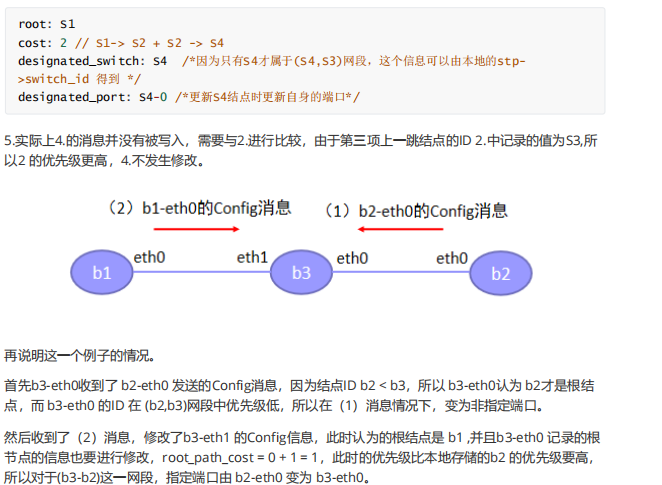 root: S1
cost: 2 // S1-> S2 + S2 -> S4
designated_switch: S4  /*因为只有S4才属于(S4,S3)网段，这个信息可以由本地的stp-
>switch_id 得到 */
designated_port: S4-0 /*更新S4结点时更新自身的端口*/
5.实际上4.的消息并没有被写入，需要与2.进行比较，由于第三项上一跳结点的ID 2.中记录的值为S3,所
以2 的优先级更高，4.不发生修改。
（2）b1-eth0的Config消息 （1）b2-eth0的Config消息
b1 eth0 eth1 b3 eth0 eth0 b2
再说明这一个例子的情况。
首先b3-eth0收到了 b2-eth0 发送的Config消息，因为结点ID b2 < b3，所以 b3-eth0认为 b2才是根结
点，而 b3-eth0 的ID 在 (b2,b3)网段中优先级低，所以在（1）消息情况下，变为非指定端口。
然后收到了（2）消息，修改了b3-eth1 的Config信息，此时认为的根结点是 b1 ,并且b3-eth0 记录的根
节点的信息也要进行修改，root_path_cost = 0 + 1 = 1，此时的优先级比本地存储的b2 的优先级要高，
所以对于(b3-b2)这一网段，指定端口由 b2-eth0 变为 b3-eth0。